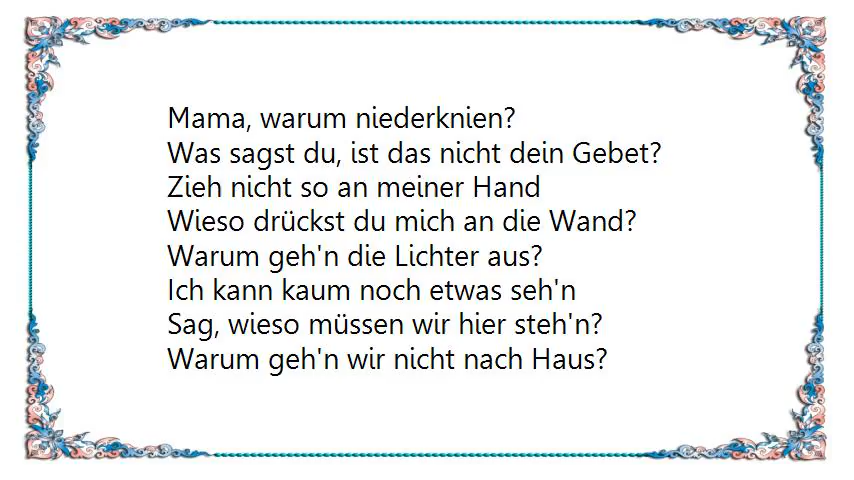 Mama, warum niederknien?
Was sagst du, ist das nicht dein Gebet?
Zieh nicht so an meiner Hand
Wieso drückst du mich an die Wand?
Warum geh'n die Lichter aus?
Ich kann kaum noch etwas seh'n
Sag, wieso müssen wir hier steh'n?
Warum geh'n wir nicht nach Haus?